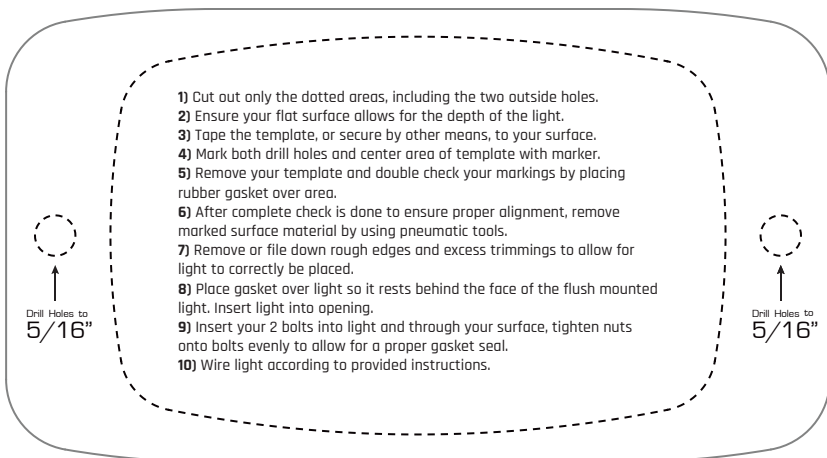 1) Cut out only the dotted areas, including the two outside holes.
2) Ensure your flat surface allows for the depth of the light.
3) Tape the template, or secure by other means, to your surface.
4) Mark both drill holes and center area of template with marker.
5) Remove your template and double check your markings by placing
rubber gasket over area.
6) After complete check is done to ensure proper alignment, remove
marked surface material by using pneumatic tools.
7) Remove or file down rough edges and excess trimmings to allow for
light to correctly be placed.
8) Place gasket over light so it rests behind the face of the flush mounted
light. Insert light into opening.
9) Insert your 2 bolts into light and through your surface, tighten nuts
onto bolts evenly to allow for a proper gasket seal.
10) Wire light according to provided instructions.
Drill Holes to
5/16"
Drill Holes to
5/16"